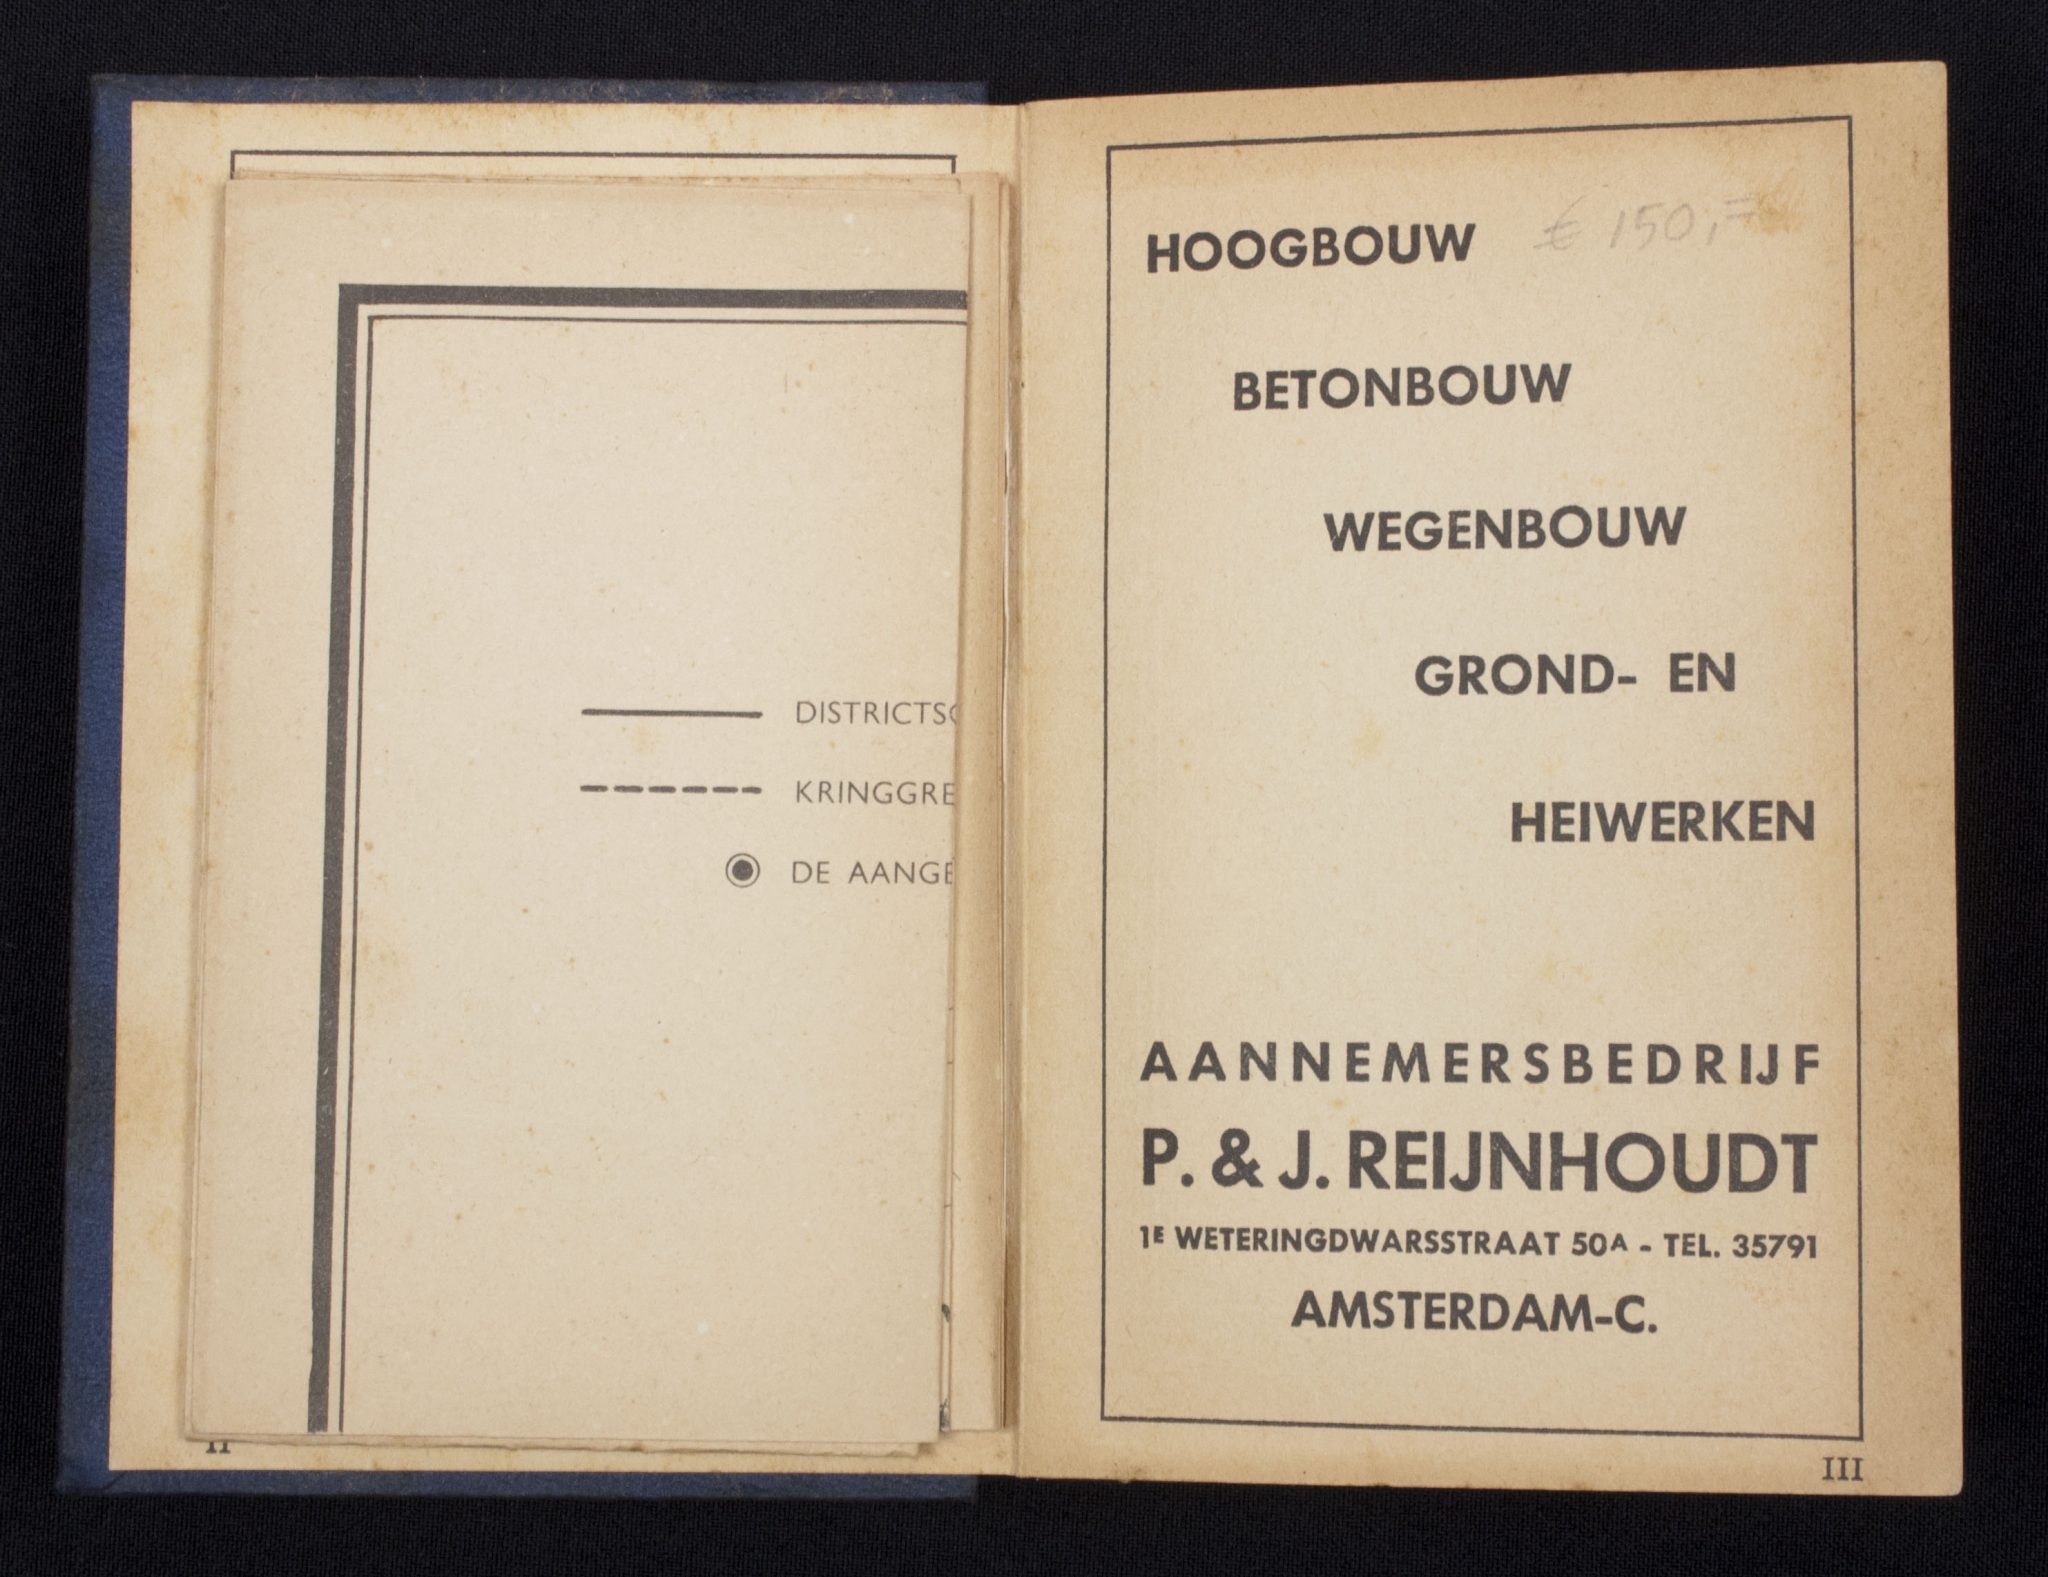 DISTRICTSG
KRINGGRE
DE AANGE
II
HOOGBOUW € 150,=
BETONBOUW
WEGENBOUW
GROND- EN
HEIWERKEN
AANNEMERSBEDRIJF
P. & J. REIJNHOUDT
1E WETERINGDWARSSTRAAT 50A - TEL. 35791
AMSTERDAM-C.
III